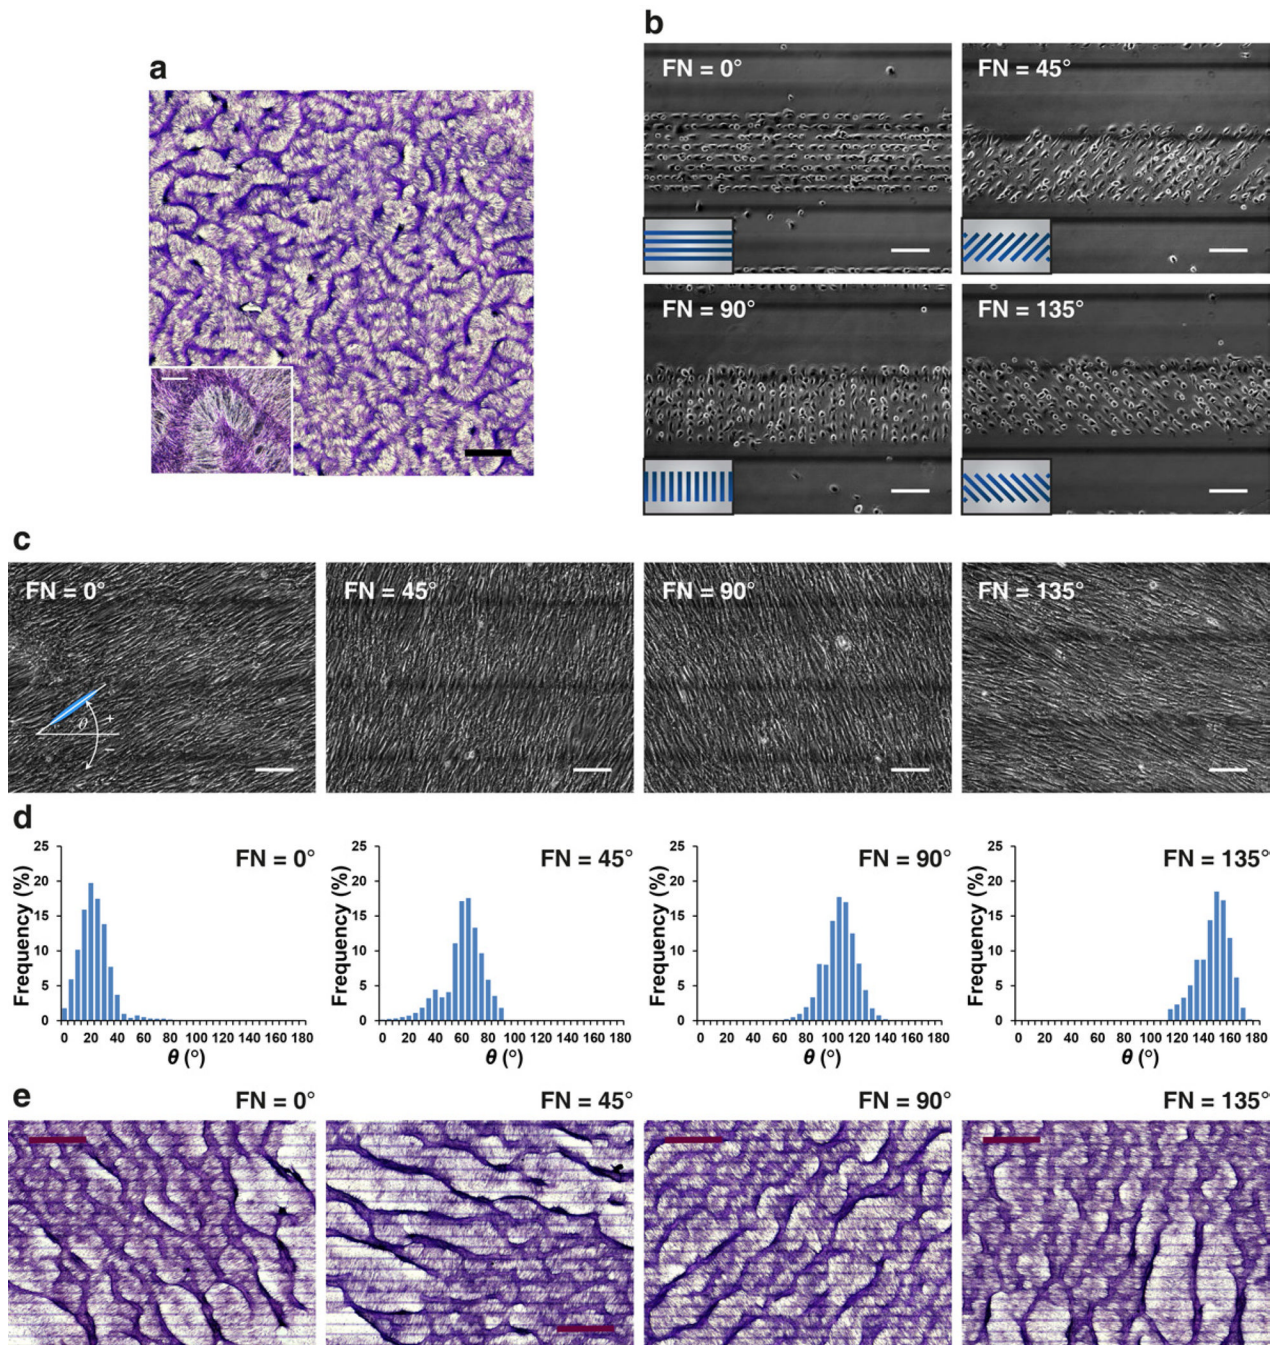 a
b
FN = 0°
FN = 45°
FN = 90°
FN = 135°
c
FN = 0°
FN = 45°
FN = 90°
FN = 135°
θ
+
−
d
FN = 0°
FN = 45°
FN = 90°
FN = 135°
Frequency (%)
25
20
15
10
5
0
0 20 40 60 80 100 120 140 160 180
θ (°)
Frequency (%)
25
20
15
10
5
0
0 20 40 60 80 100 120 140 160 180
θ (°)
Frequency (%)
25
20
15
10
5
0
0 20 40 60 80 100 120 140 160 180
θ (°)
Frequency (%)
25
20
15
10
5
0
0 20 40 60 80 100 120 140 160 180
θ (°)
e
FN = 0°
FN = 45°
FN = 90°
FN = 135°